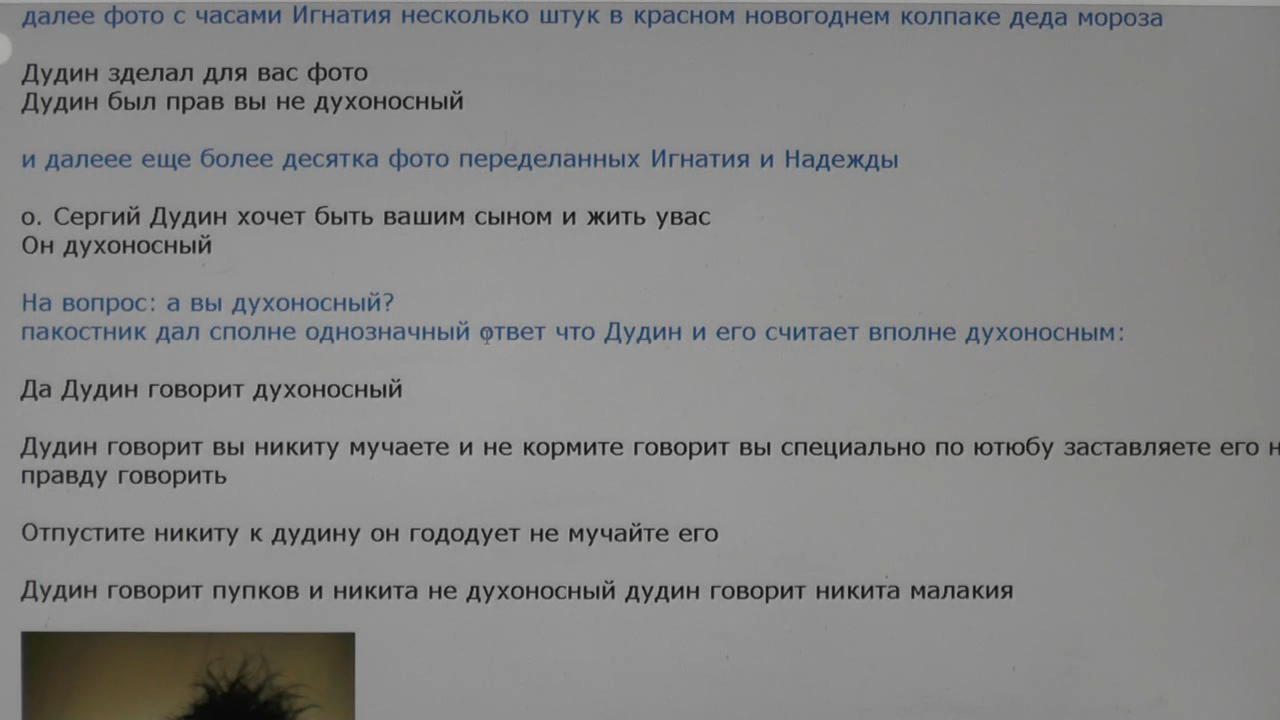 далее фото с часами Игнатия несколько штук в красном новогоднем колпаке деда мороза
Дудин зделал для вас фото
Дудин был прав вы не духоносный
и далеее еще более десятка фото переделанных Игнатия и Надежды
о. Сергий Дудин хочет быть вашим сыном и жить увас
Он духоносный
На вопрос: а вы духоносный?
пакостник дал сполне однозначный ответ что Дудин и его считает вполне духоносным:
Да Дудин говорит духоносный
Дудин говорит вы никиту мучаете и не кормите говорит вы специально по ютюбу заставляете его
правду говорить
Отпустите никиту к дудину он гододует не мучайте его
Дудин говорит пупков и никита не духоносный дудин говорит никита малакия